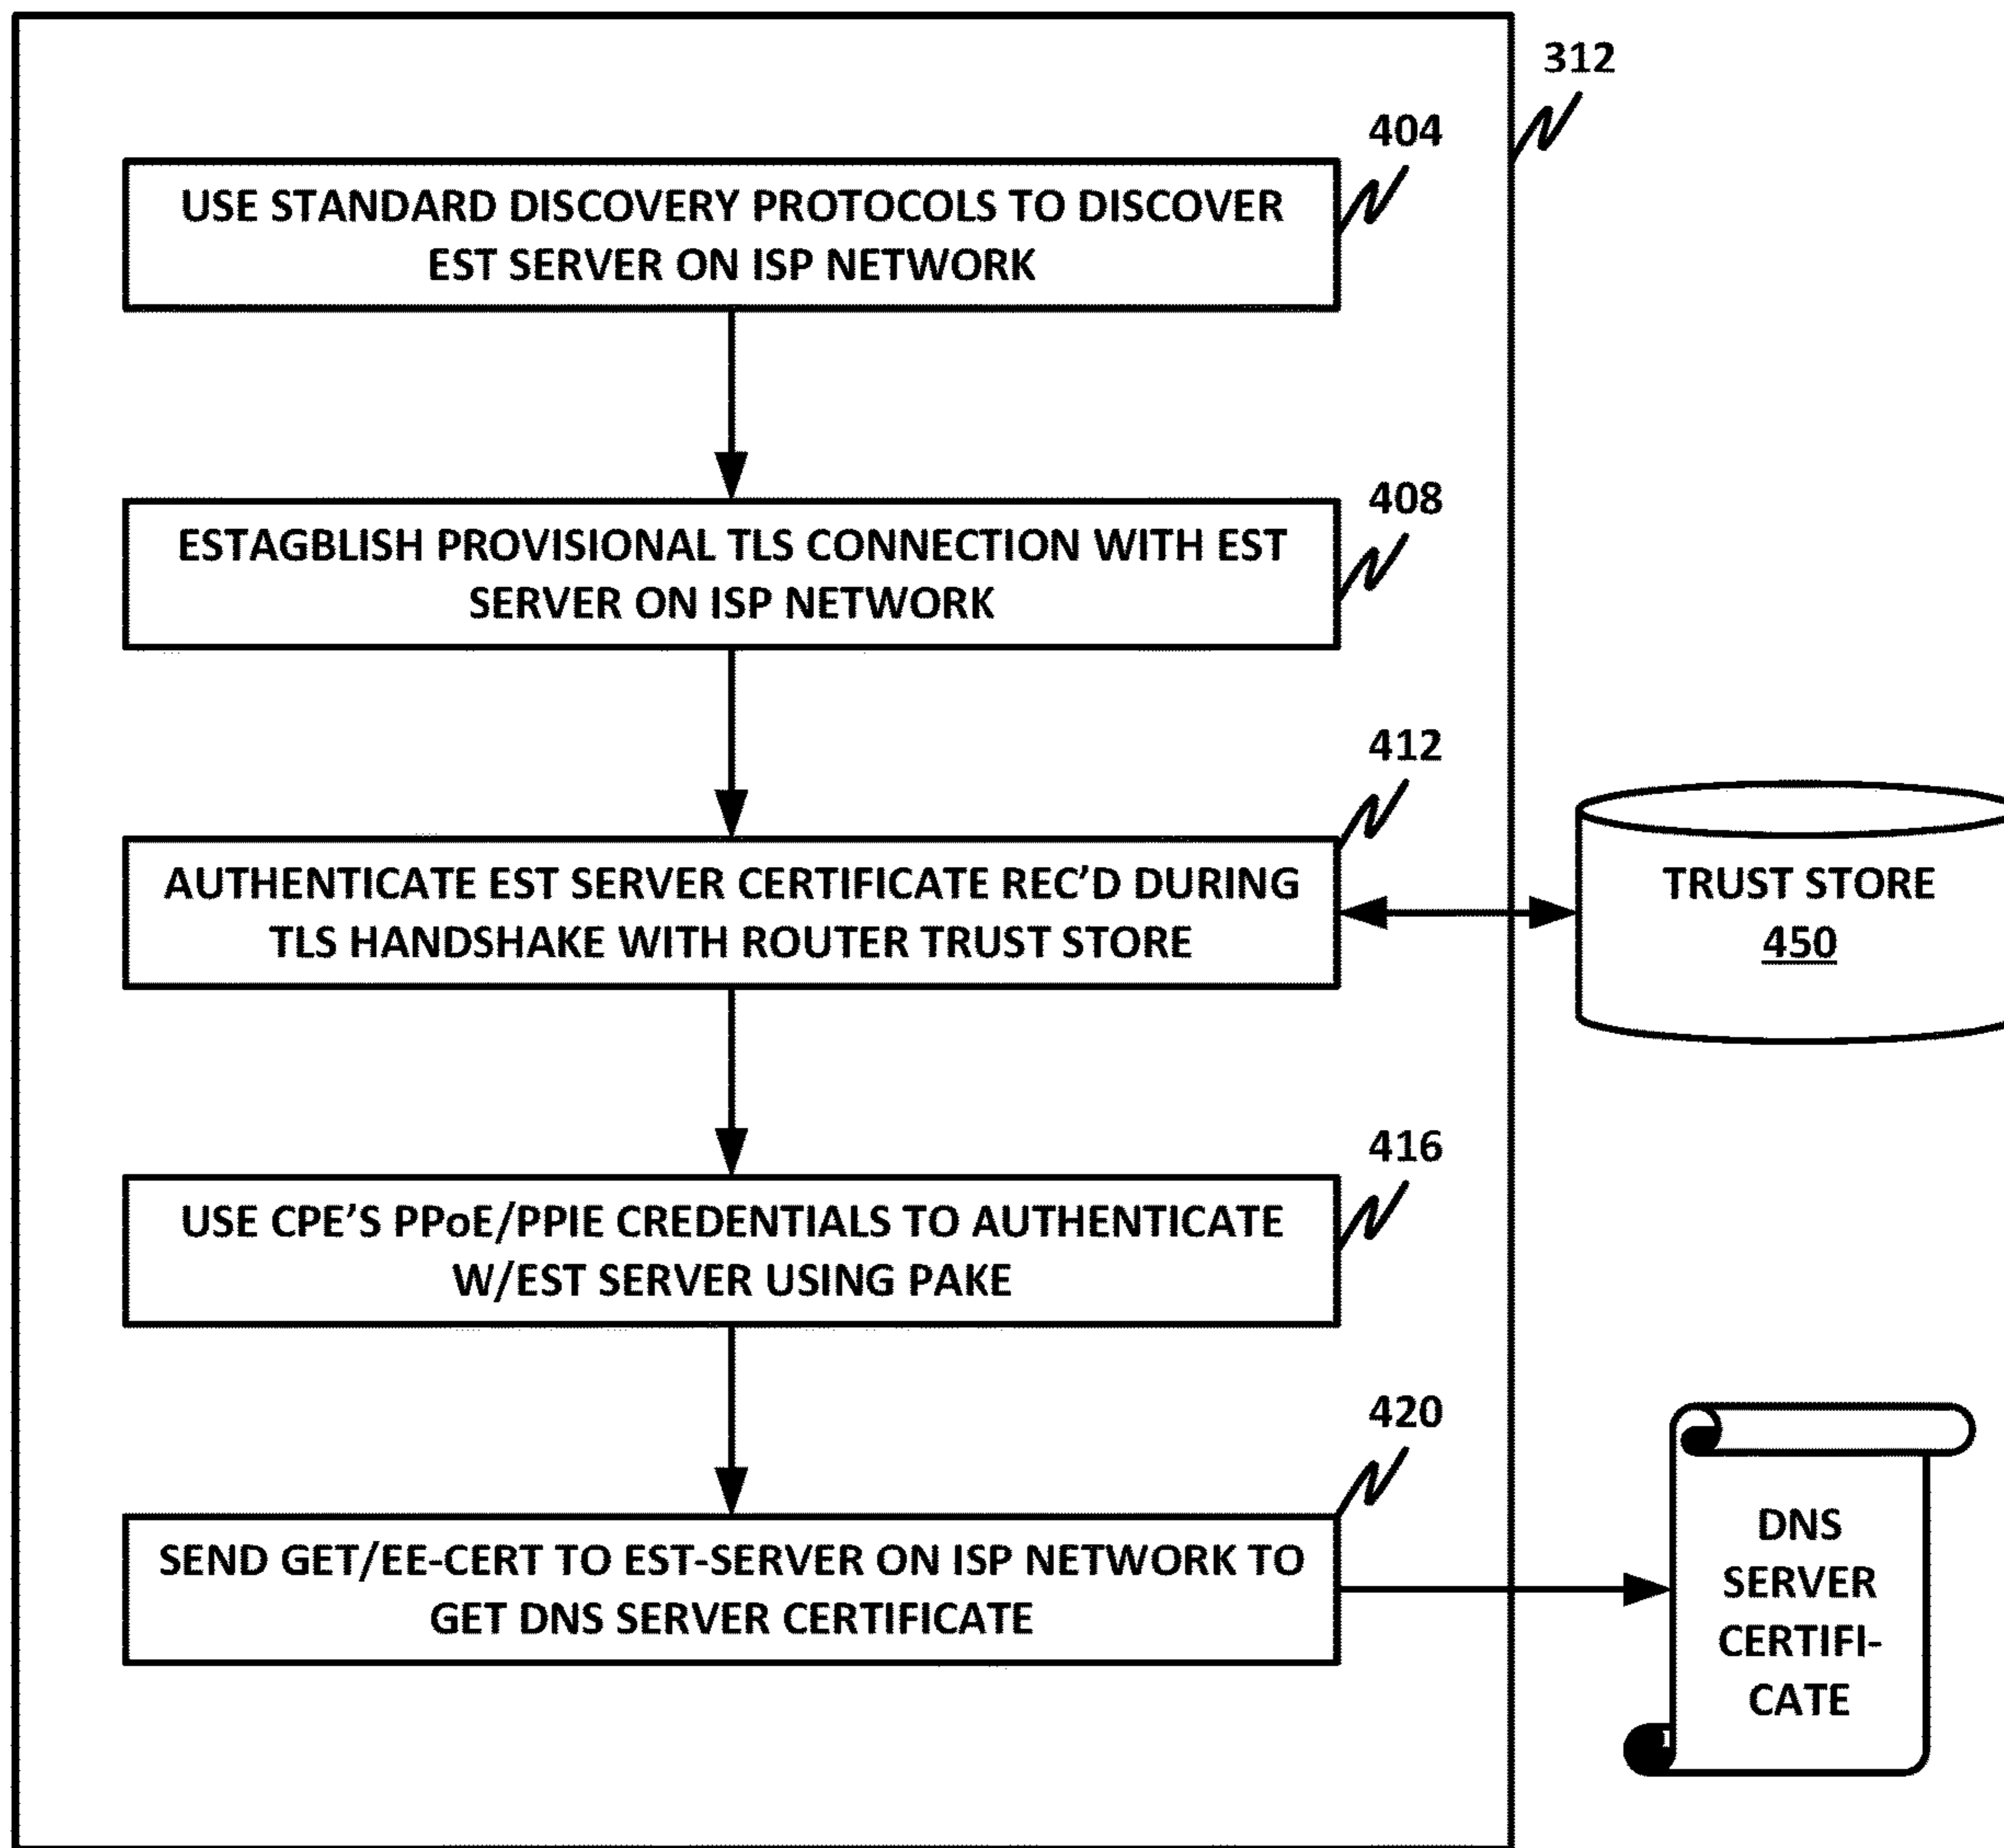 312
404
USE STANDARD DISCOVERY PROTOCOLS TO DISCOVER
EST SERVER ON ISP NETWORK
408
ESTAGBLISH PROVISIONAL TLS CONNECTION WITH EST
SERVER ON ISP NETWORK
412
AUTHENTICATE EST SERVER CERTIFICATE REC'D DURING
TLS HANDSHAKE WITH ROUTER TRUST STORE
TRUST STORE
450
416
USE CPE'S PPoE/PPIE CREDENTIALS TO AUTHENTICATE
W/EST SERVER USING PAKE
420
SEND GET/EE-CERT TO EST-SERVER ON ISP NETWORK TO
GET DNS SERVER CERTIFICATE
DNS
SERVER
CERTIFI-
CATE